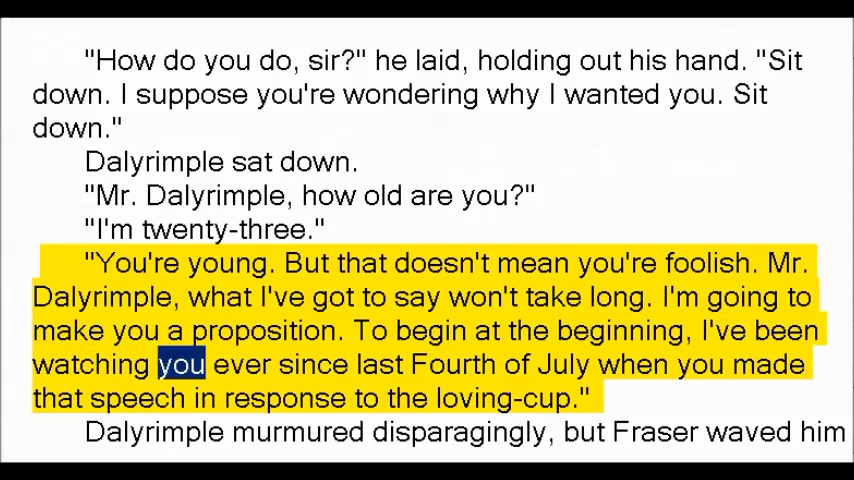 "How do you do, sir?" he laid, holding out his hand. "Sit
down. I suppose you're wondering why I wanted you. Sit
down."
Dalyrimple sat down.
"Mr. Dalyrimple, how old are you?"
"I'm twenty-three."
"You're young. But that doesn't mean you're foolish. Mr.
Dalyrimple, what I've got to say won't take long. I'm going to
make you a proposition. To begin at the beginning, I've been
watching you ever since last Fourth of July when you made
that speech in response to the loving-cup."
Dalyrimple murmured disparagingly, but Fraser waved him